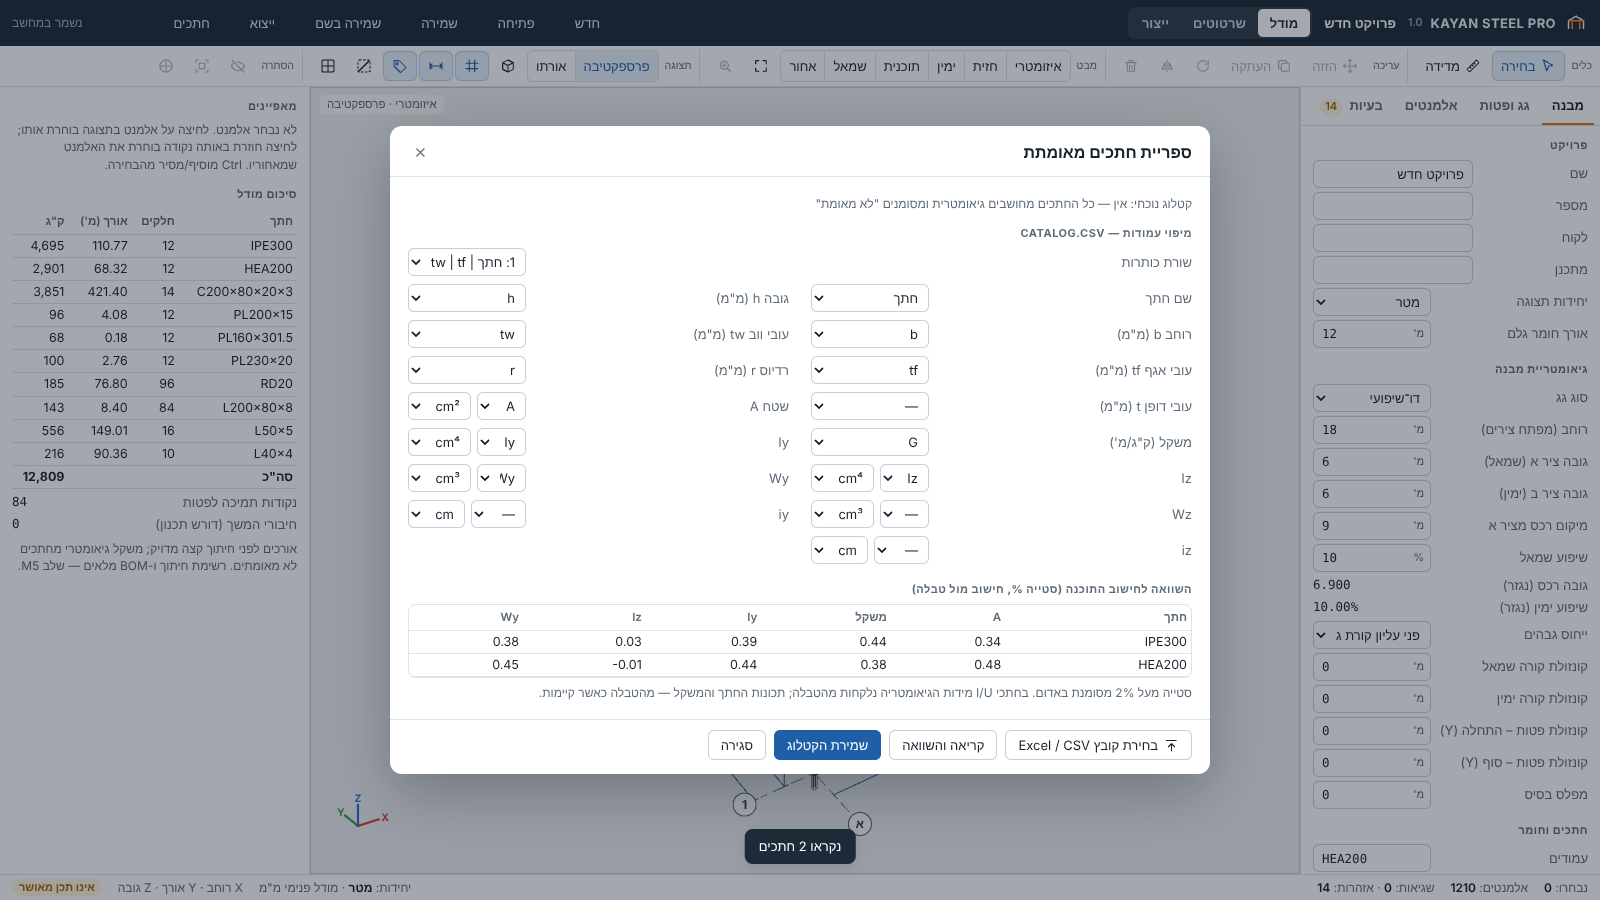 KAYAN STEEL PRO 1.0 פרויקט חדש מודל שרטוטים ייצור חדש פתיחה שמירה שמירה בשם ייצוא חתכים נשמר במחשב
כלים בחירה מדידה עריכה הזזה העתקה מבט איזומטרי חזית ימין תוכנית שמאל אחור תצוגה פרספקטיבה אורתו הסתרה
מבנה גג ופטות אלמנטים בעיות 14
פרויקט
שם פרויקט חדש
מספר
לקוח
מתכנן
יחידות תצוגה מטר
אורך חומר גלם 12 מ'
גיאומטריית מבנה
סוג גג דו־שיפועי
רוחב (מפתח צירים) 18 מ'
גובה ציר א (שמאל) 6 מ'
גובה ציר ב (ימין) 6 מ'
מיקום רכס מציר א 9 מ'
שיפוע שמאל 10 %
גובה רכס (נגזר) 6.900
שיפוע ימין (נגזר) 10.00%
ייחוס גבהים פני עליון קורת ג
קונזולת קורה שמאל 0 מ'
קונזולת קורה ימין 0 מ'
קונזולת פטות – התחלה (Y) 0 מ'
קונזולת פטות – סוף (Y) 0 מ'
מפלס בסיס 0 מ'
חתכים וחומר
עמודים HEA200
איזומטרי · פרספקטיבה
ספריית חתכים מאומתת ×
קטלוג נוכחי: אין — כל החתכים מחושבים גיאומטרית ומסומנים "לא מאומת"
מיפוי עמודות — CATALOG.CSV
שורת כותרות 1: חתך | tw | tf
שם חתך חתך גובה h (מ"מ) h
רוחב b (מ"מ) b עובי ווב tw (מ"מ) tw
עובי אגף tf (מ"מ) tf רדיוס r (מ"מ) r
עובי דופן t (מ"מ) — שטח A A cm²
משקל (ק"ג/מ') G Iy Iy cm⁴
Iz Iz cm⁴ Wy Wy cm³
Wz — cm³ iy — cm
iz — cm
השוואה לחישוב התוכנה (סטייה %, חישוב מול טבלה)
חתך A משקל Iy Iz Wy
IPE300 0.34 0.44 0.39 0.03 0.38
HEA200 0.48 0.38 0.44 -0.01 0.45
סטייה מעל 2% מסומנת באדום. בחתכי I/U מידות הגיאומטריה נלקחות מהטבלה; תכונות החתך והמשקל — מהטבלה כאשר קיימות.
בחירת קובץ Excel / CSV קריאה והשוואה שמירת הקטלוג סגירה
1 א
X Y Z
נקראו 2 חתכים
מאפיינים
לא נבחר אלמנט. לחיצה על אלמנט בתצוגה בוחרת אותו;
לחיצה חוזרת באותה נקודה בוחרת את האלמנט
שמאחוריו. Ctrl מוסיף/מסיר מהבחירה.
סיכום מודל
חתך חלקים אורך (מ') ק"ג
IPE300 12 110.77 4,695
HEA200 12 68.32 2,901
C200×80×20×3 14 421.40 3,851
PL200×15 12 4.08 96
PL160×301.5 12 0.18 68
PL230×20 12 2.76 100
RD20 96 76.80 185
L200×80×8 84 8.40 143
L50×5 16 149.01 556
L40×4 10 90.36 216
סה"כ 12,809
נקודות תמיכה לפטות 84
חיבורי המשך (דורש תכנון) 0
אורכים לפני חיתוך קצה מדויק; משקל גיאומטרי מחתכים
לא מאומתים. רשימת חיתוך ו-BOM מלאים — שלב M5.
נבחרו: 0 אלמנטים: 1210 שגיאות: 0 · אזהרות: 14 יחידות: מטר · מודל פנימי מ"מ X רוחב · Y אורך · Z גובה אינו תכן מאושר